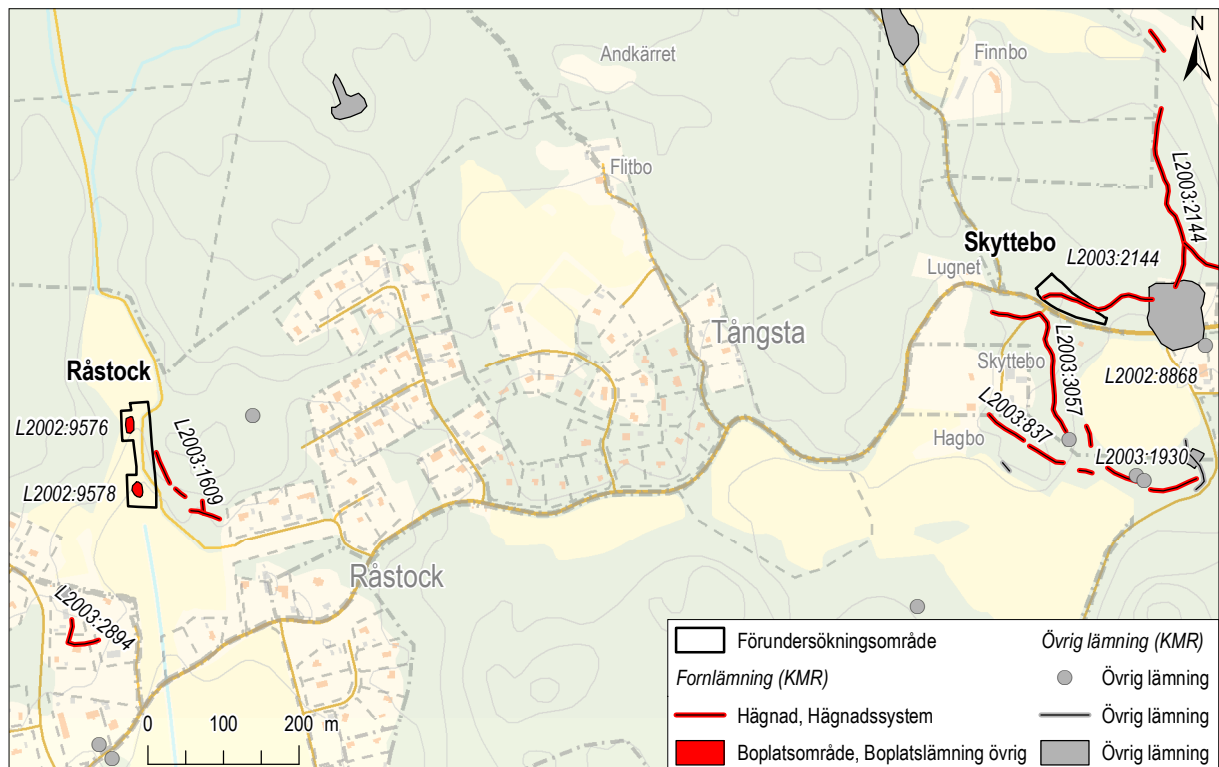 Andkärret
Finnbo
N
Flitbo
L2003:2144
Skyttebo
L2003:2144
Lugnet
Tångsta
Råstock
Skyttebo
L2003:3057
L2002:8868
L2002:9576
L2003:1609
L2003:837
Hagbo
L2003:1930
L2002:9578
Råstock
L2003:2894
0 100 200 m
Förundersökningsområde
Fornlämning (KMR)
Hägnad, Hägnadssystem
Boplatsområde, Boplatslämning övrig
Övrig lämning (KMR)
Övrig lämning
Övrig lämning
Övrig lämning